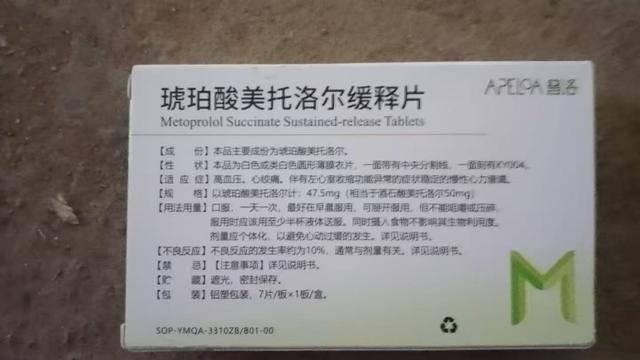 APELOA 普洛
琥珀酸美托洛尔缓释片
Metoprolol Succinate Sustained-release Tablets
【成 份】本品主要成份为琥珀酸美托洛尔。
【性 状】本品为白色或类白色圆形薄膜衣片，一面带有中央分割线，一面刻有XY004。
【适 应 症】高血压。心绞痛。伴有左心室收缩功能异常的症状稳定的慢性心力衰竭。
【规 格】以琥珀酸美托洛尔计：47.5mg（相当于酒石酸美托洛尔50mg）
【用法用量】口服，一天一次，最好在早晨服用，可掰开服用，但不能咀嚼或压碎，
服用时应该用至少半杯液体送服。同时摄入食物不影响其生物利用度。
剂量应个体化，以避免心动过缓的发生。详见说明书。
【不良反应】不良反应的发生率约为10%，通常与剂量有关。详见说明书。
【禁 忌】【注意事项】详见说明书。
【贮 藏】遮光，密封保存。
【包 装】铝塑包装，7片/板×1板/盒。
SOP-YMQA-3310ZB/B01-00
M